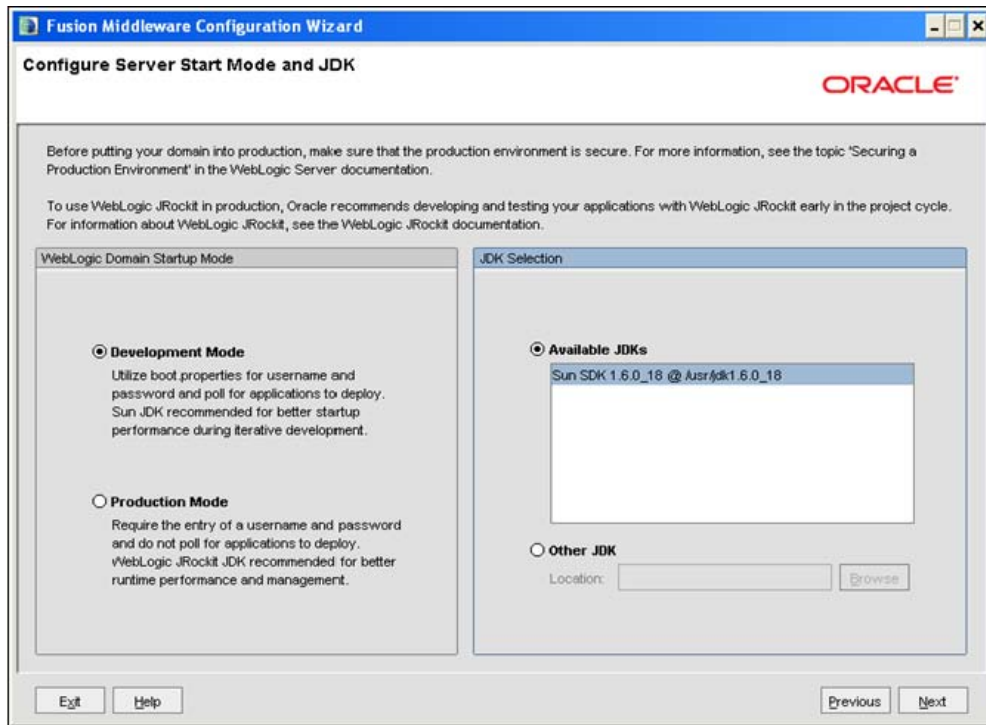 Fusion Middleware Configuration Wizard
Configure Server Start Mode and JDK
ORACLE
Before putting your domain into production, make sure that the production environment is secure. For more information, see the topic 'Securing a
Production Environment' in the WebLogic Server documentation.
To use WebLogic JRockit in production, Oracle recommends developing and testing your applications with WebLogic JRockit early in the project cycle.
For information about WebLogic JRockit, see the WebLogic JRockit documentation.
WebLogic Domain Startup Mode
Development Mode
Utilize boot.properties for username and
password and poll for applications to deploy.
Sun JDK recommended for better startup
performance during iterative development.
Production Mode
Require the entry of a username and password
and do not poll for applications to deploy.
WebLogic JRockit JDK recommended for better
runtime performance and management.
JDK Selection
Available JDKs
Sun SDK 1.6.0_18 @ /usr/jdk1.6.0_18
Other JDK
Location:
Browse
Exit
Help
Previous
Next